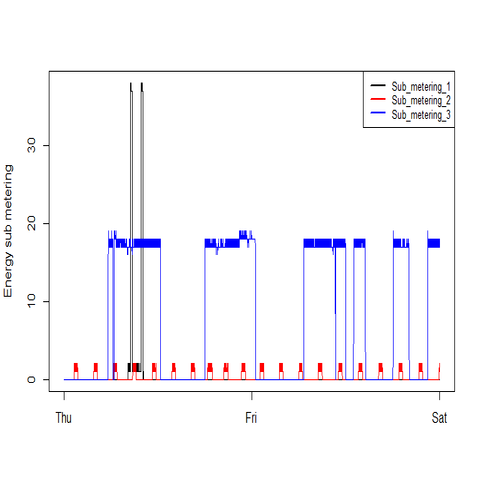 Sub_metering_1
Sub_metering_2
Sub_metering_3
Energy sub metering
30
20
10
0
Thu
Fri
Sat